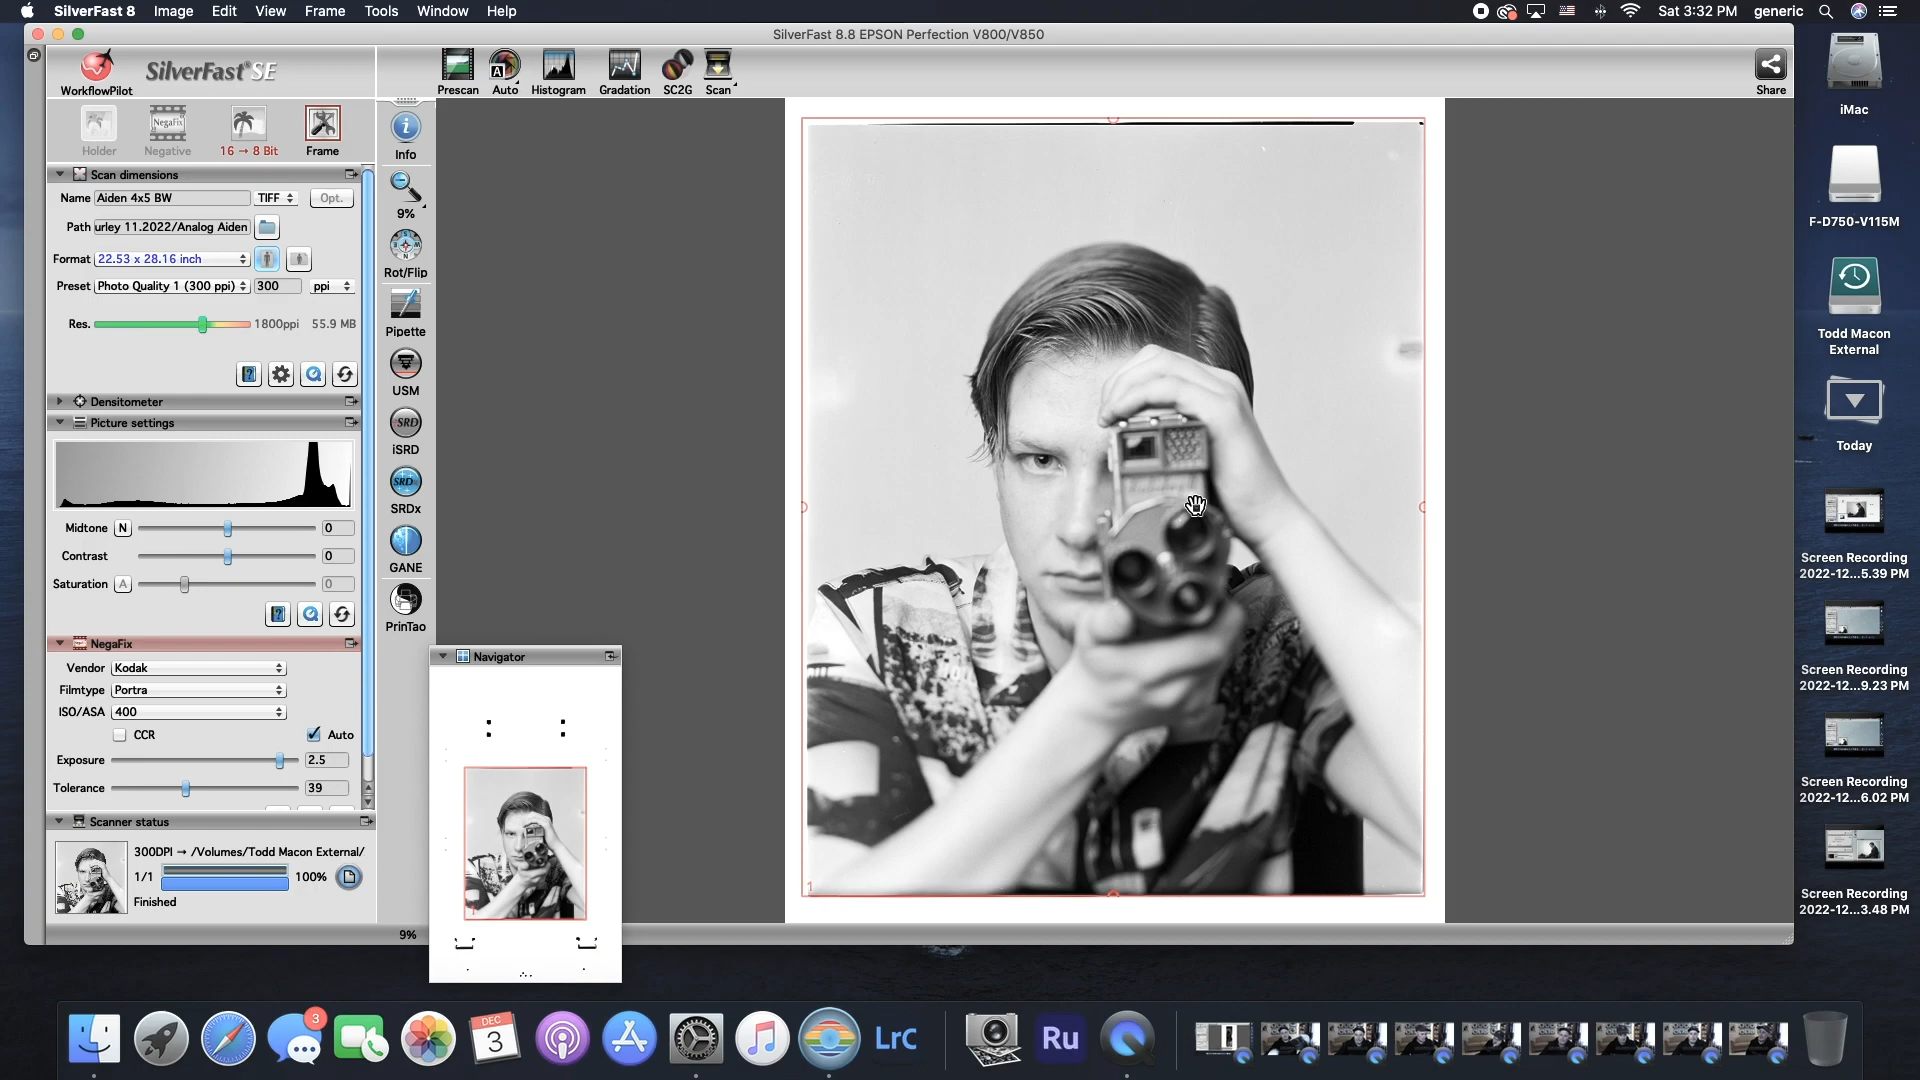 SilverFast 8 Image Edit View Frame Tools Window Help
Sat 3:32 PM generic
SilverFast 8.8 EPSON Perfection V800/V850
WorkflowPilot
SilverFast® SE
Prescan Auto Histogram Gradation SC2G Scan Share
A
NegaFix
Holder Negative 16 → 8 Bit Frame
Scan dimensions
Name Aiden 4x5 BW TIFF Opt.
Path urley 11.2022/Analog Aiden
Format 22.53 x 28.16 inch
Preset Photo Quality 1 (300 ppi) 300 ppi
Res. 1800ppi 55.9 MB
Densitometer
Picture settings
Midtone N 0
Contrast 0
Saturation A 0
NegaFix
Vendor Kodak
Filmtype Portra
ISO/ASA 400
CCR Auto
Exposure 2.5
Tolerance 39
Scanner status
300DPI → /Volumes/Todd Macon External/
1/1 100%
Finished
Info
9%
Rot/Flip
Pipette
USM
SRD
iSRD
SRDx
SRDx
GANE
PrinTao
9%
Navigator
1
1
iMac
F-D750-V115M
Todd Macon
External
Today
Screen Recording
2022-12...5.39 PM
Screen Recording
2022-12...9.23 PM
Screen Recording
2022-12...6.02 PM
Screen Recording
2022-12...3.48 PM
3
DEC
3
LrC
Ru